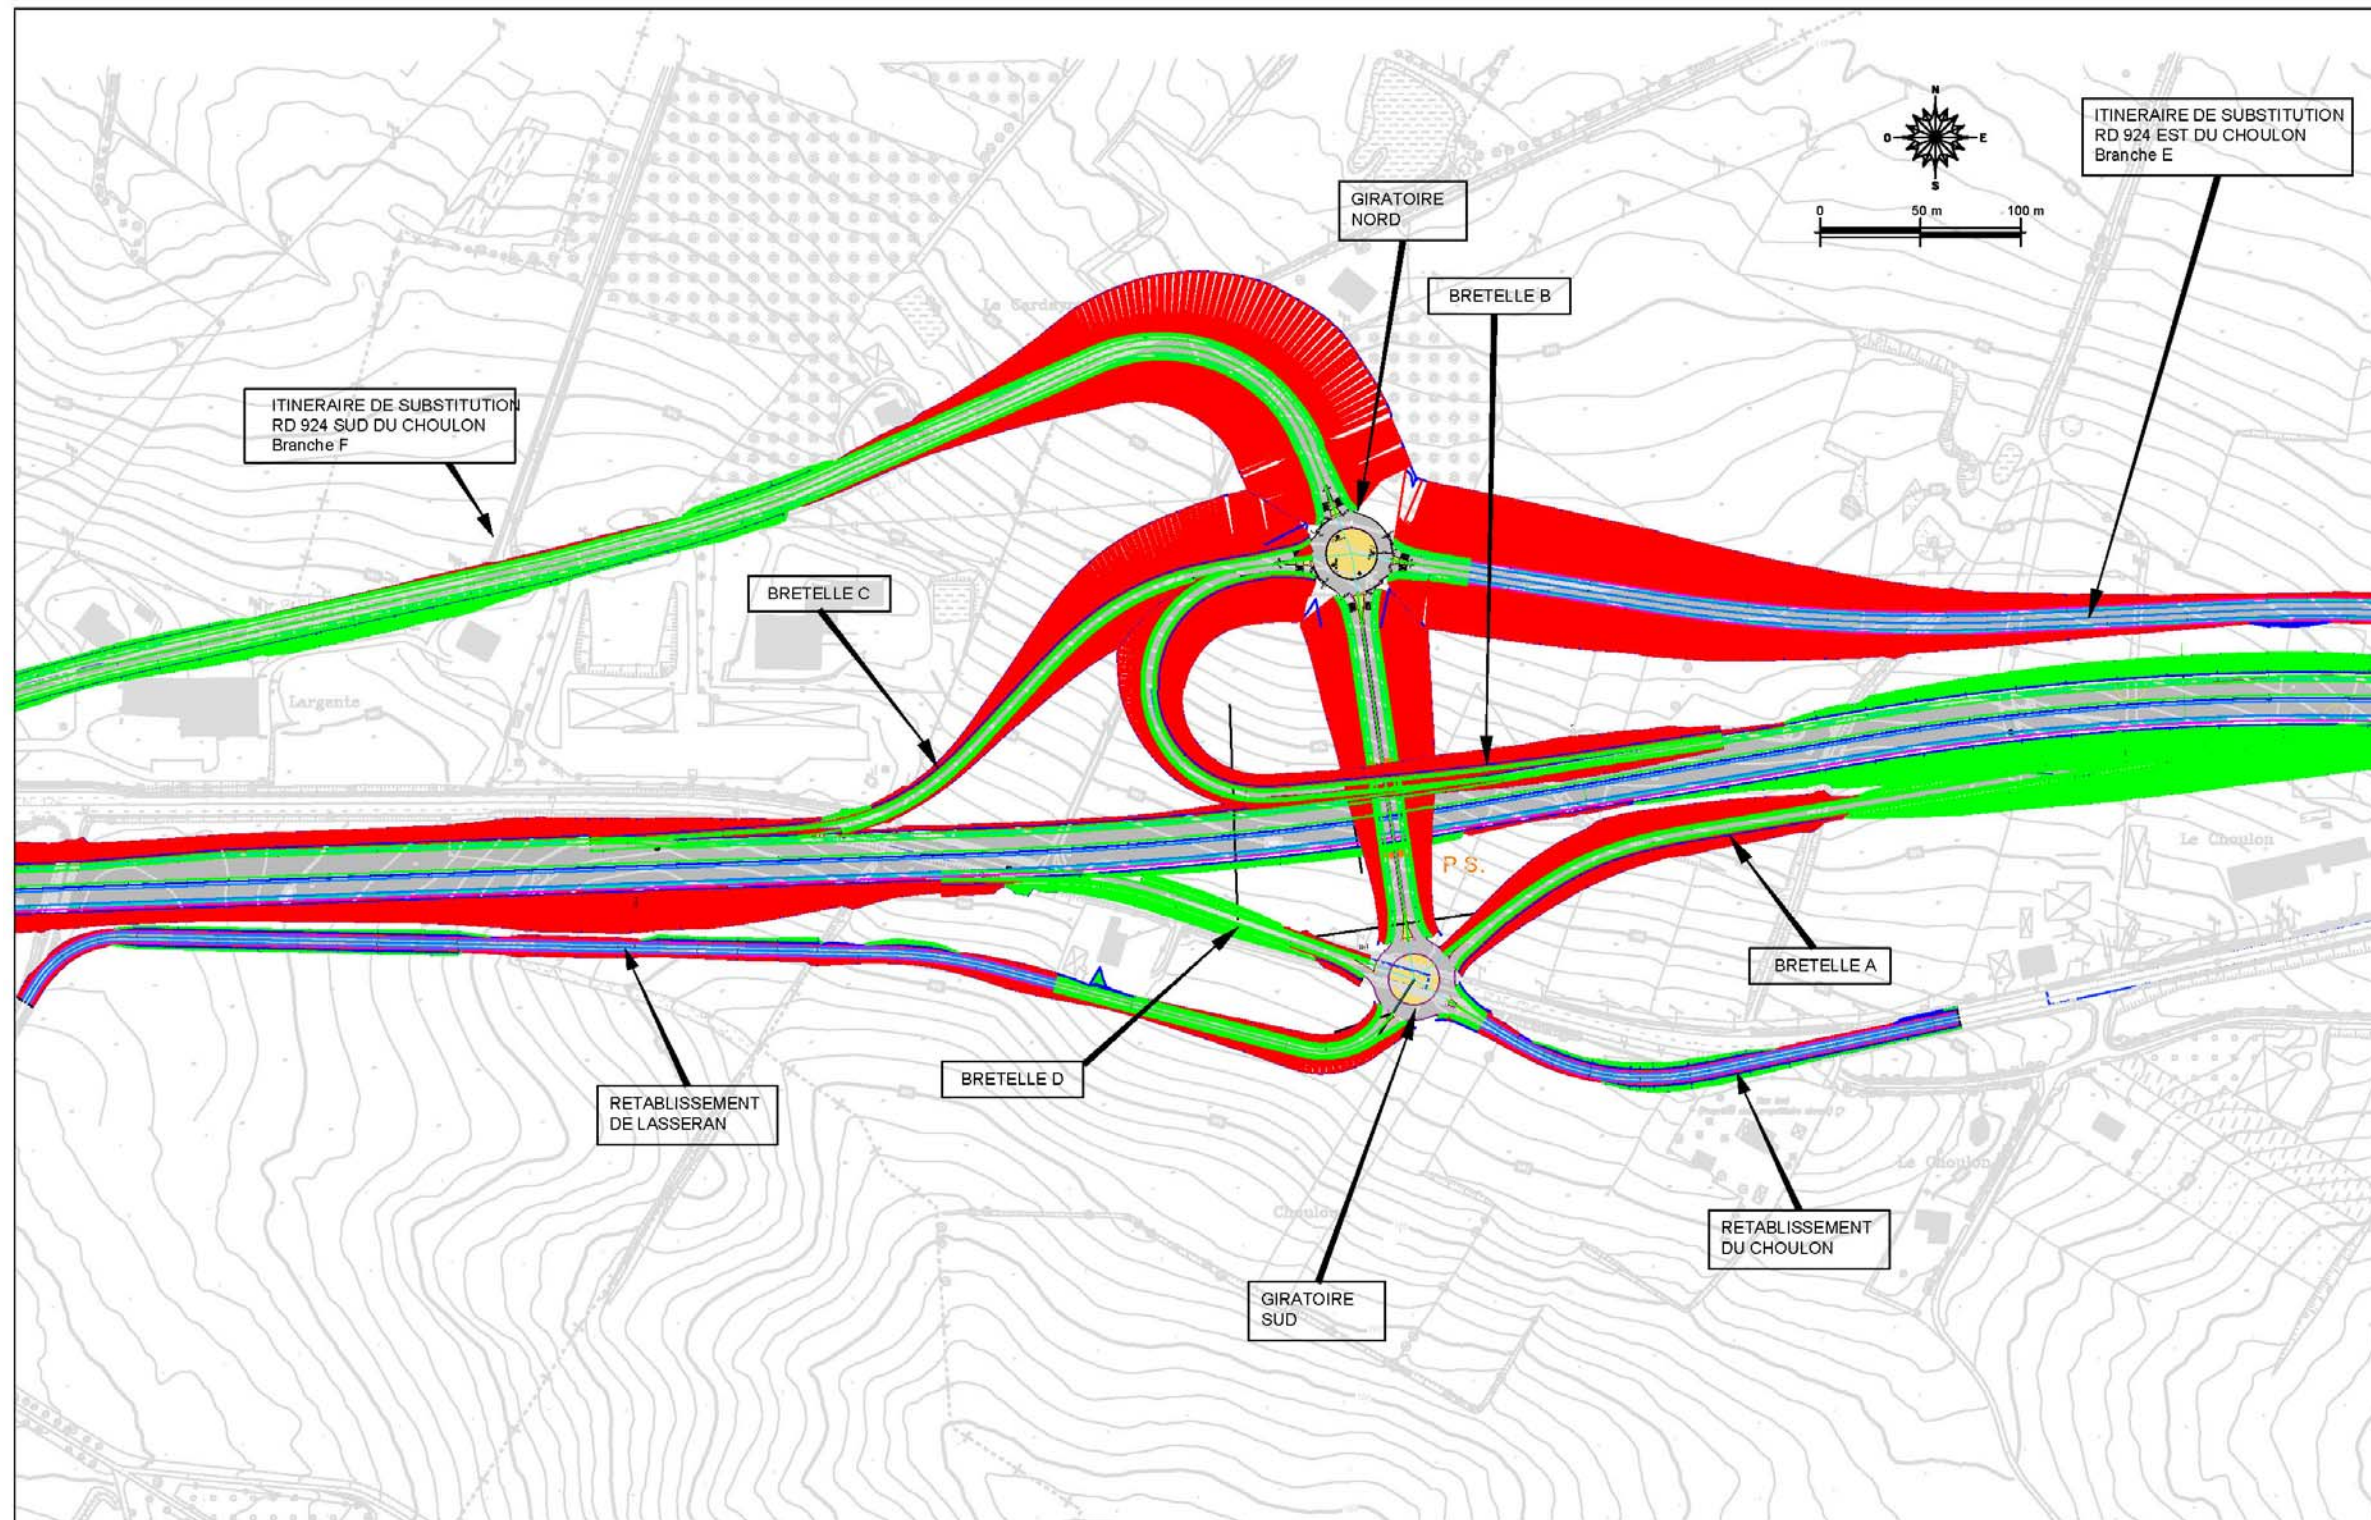 N
O
E
S
0
50 m
100 m
ITINERAIRE DE SUBSTITUTION
RD 924 EST DU CHOULON
Branche E
GIRATOIRE
NORD
BRETELLE B
ITINERAIRE DE SUBSTITUTION
RD 924 SUD DU CHOULON
Branche F
BRETELLE C
Largente
P.S.
Le Choulon
BRETELLE A
BRETELLE D
RETABLISSEMENT
DE LASSERAN
Le Choulon
Choulon
RETABLISSEMENT
DU CHOULON
GIRATOIRE
SUD